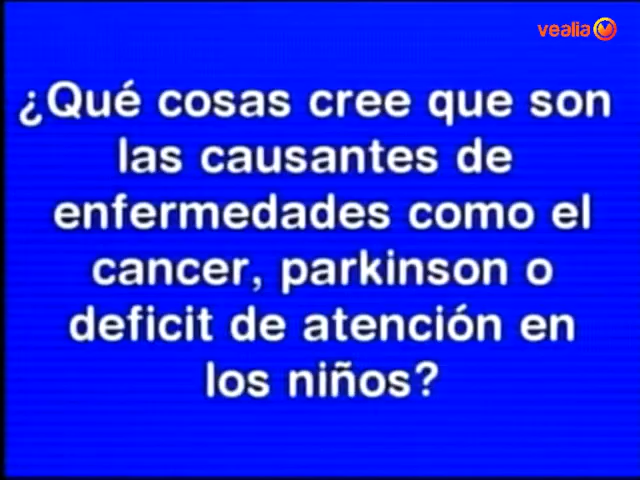 vealia
¿Qué cosas cree que son
las causantes de
enfermedades como el
cancer, parkinson o
deficit de atención en
los niños?